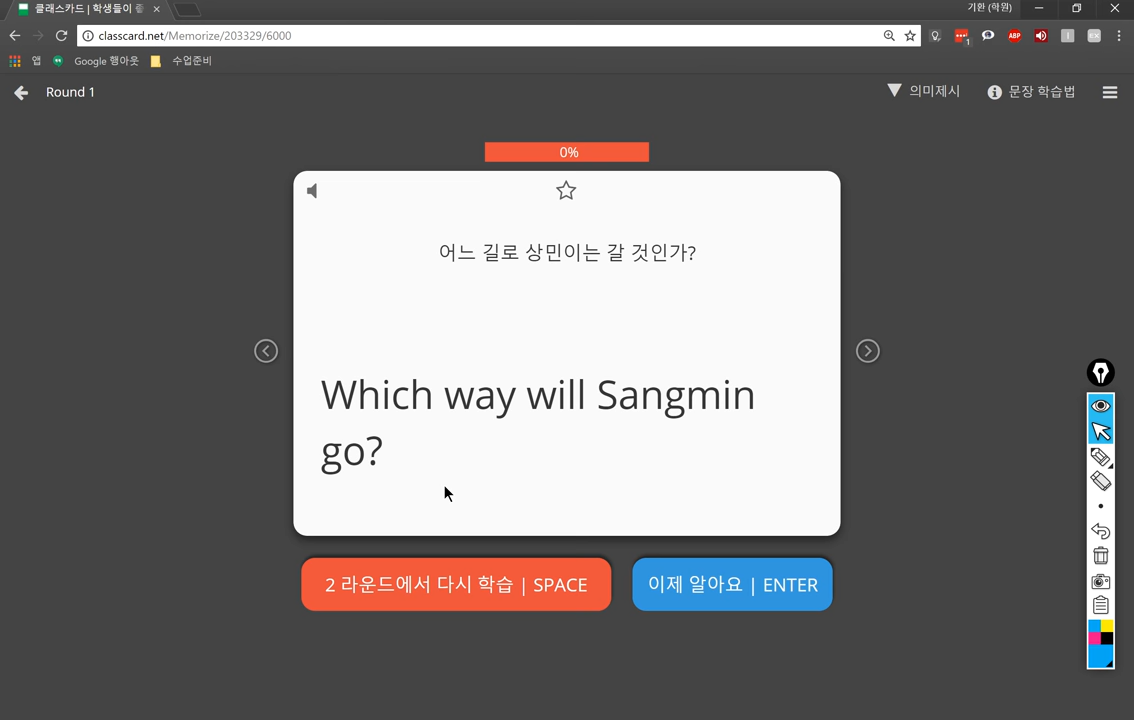 클래스카드 | 학생들이
기환 (학원)
classcard.net/Memorize/203329/6000
1
ABP
앱
Google 행아웃
수업준비
Round 1
의미제시
문장 학습법
0%
어느 길로 상민이는 갈 것인가?
Which way will Sangmin
go?
2 라운드에서 다시 학습 | SPACE
이제 알아요 | ENTER